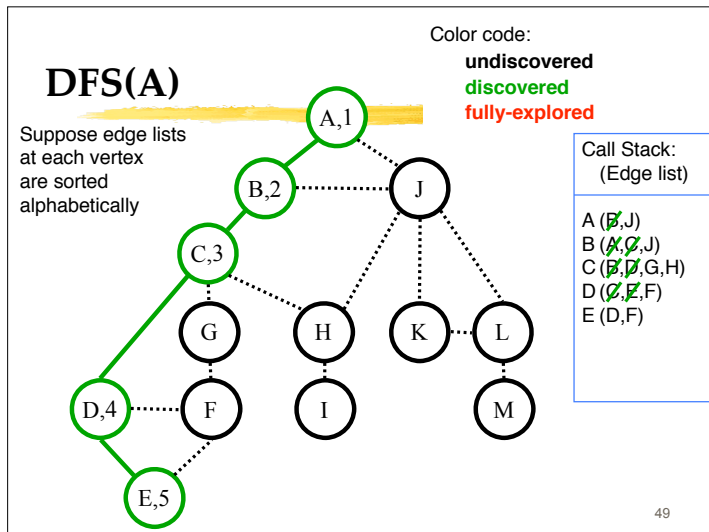 Color code:
undiscovered
discovered
fully-explored
DFS(A)
Suppose edge lists
at each vertex
are sorted
alphabetically
A,1
B,2
J
C,3
G
H
K
L
D,4
F
I
M
E,5
Call Stack:
(Edge list)
A (B,J)
B (A,C,J)
C (B,D,G,H)
D (C,E,F)
E (D,F)
49